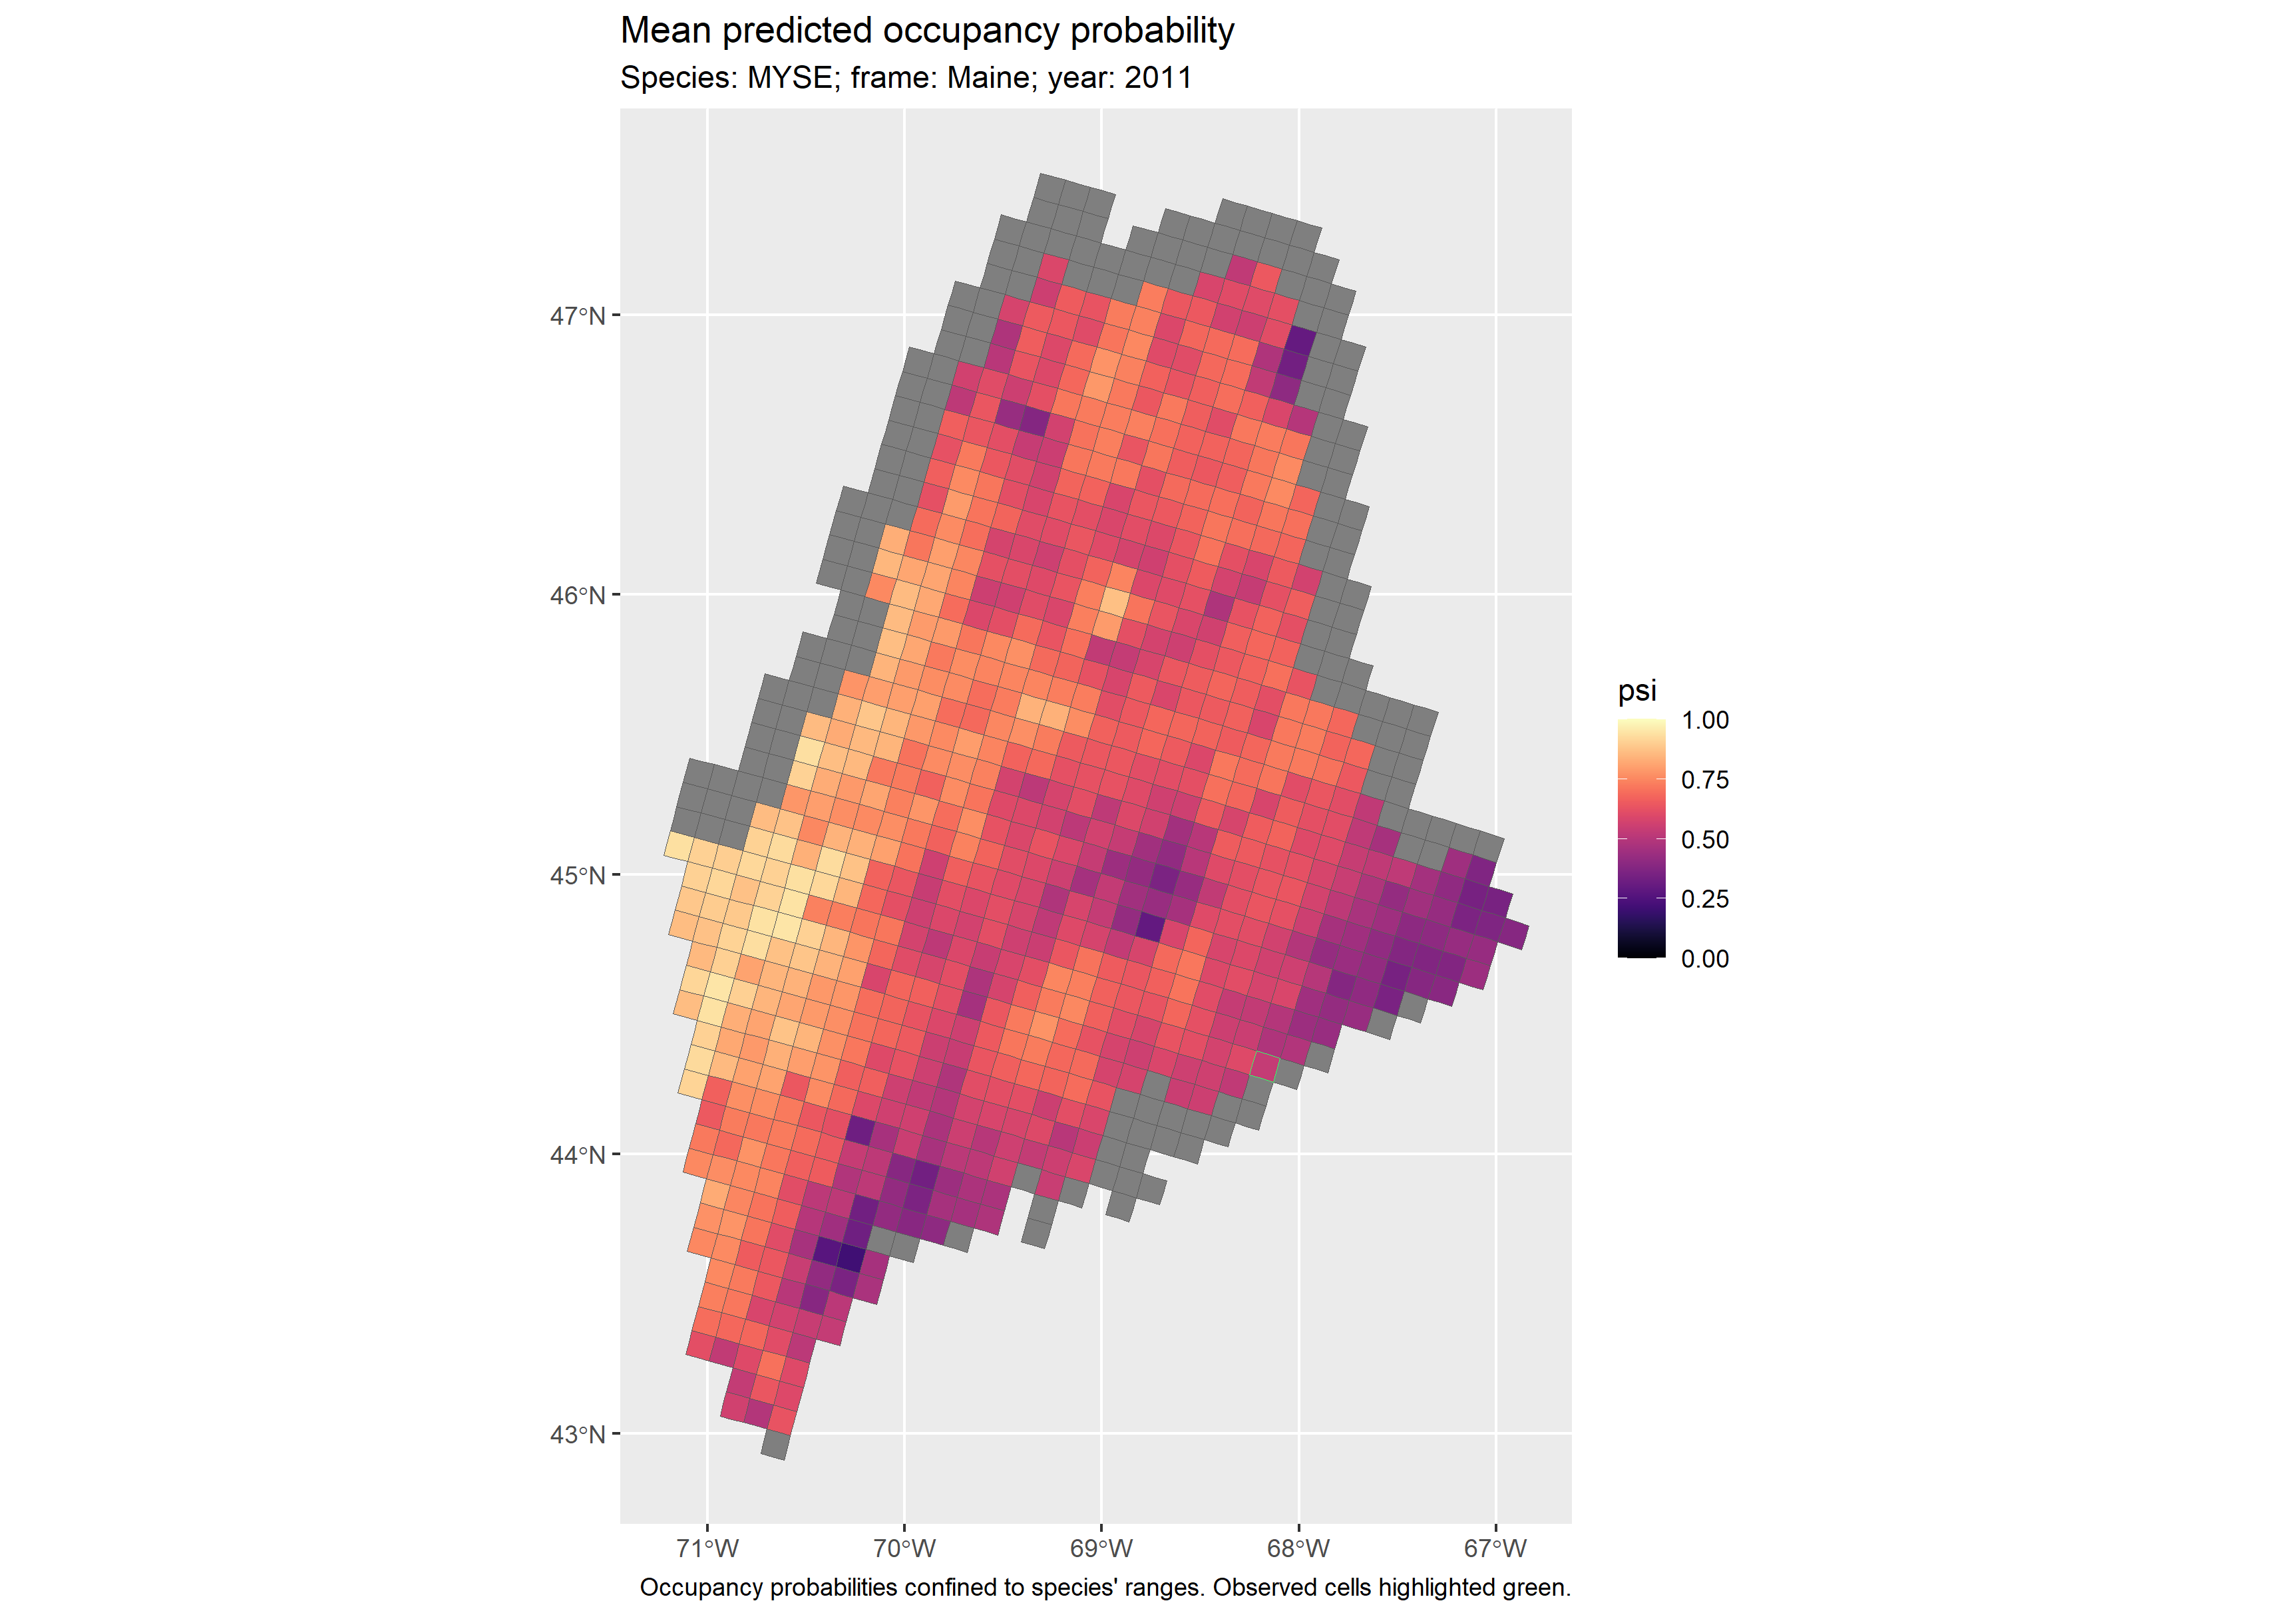 Mean predicted occupancy probability
Species: MYSE; frame: Maine; year: 2011
47°N
46°N
45°N
44°N
43°N
71°W
70°W
69°W
68°W
67°W
psi
1.00
0.75
0.50
0.25
0.00
Occupancy probabilities confined to species' ranges. Observed cells highlighted green.